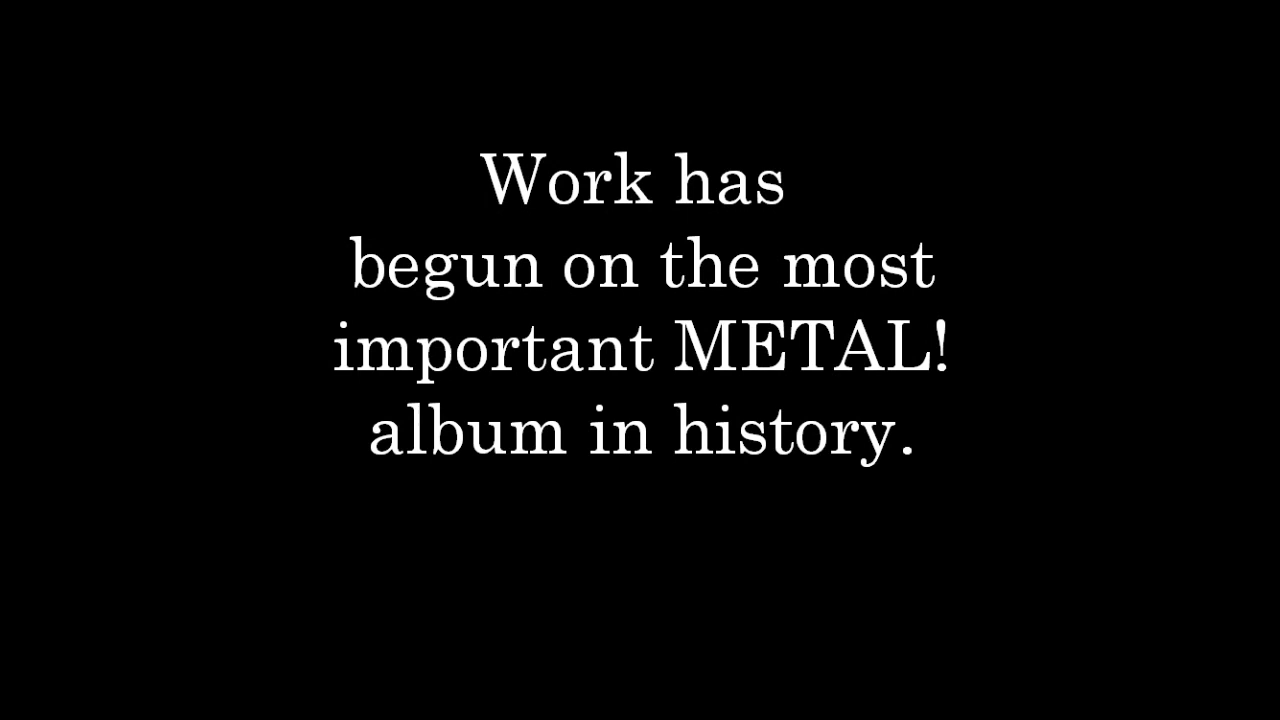 Work has
begun on the most
important METAL!
album in history.